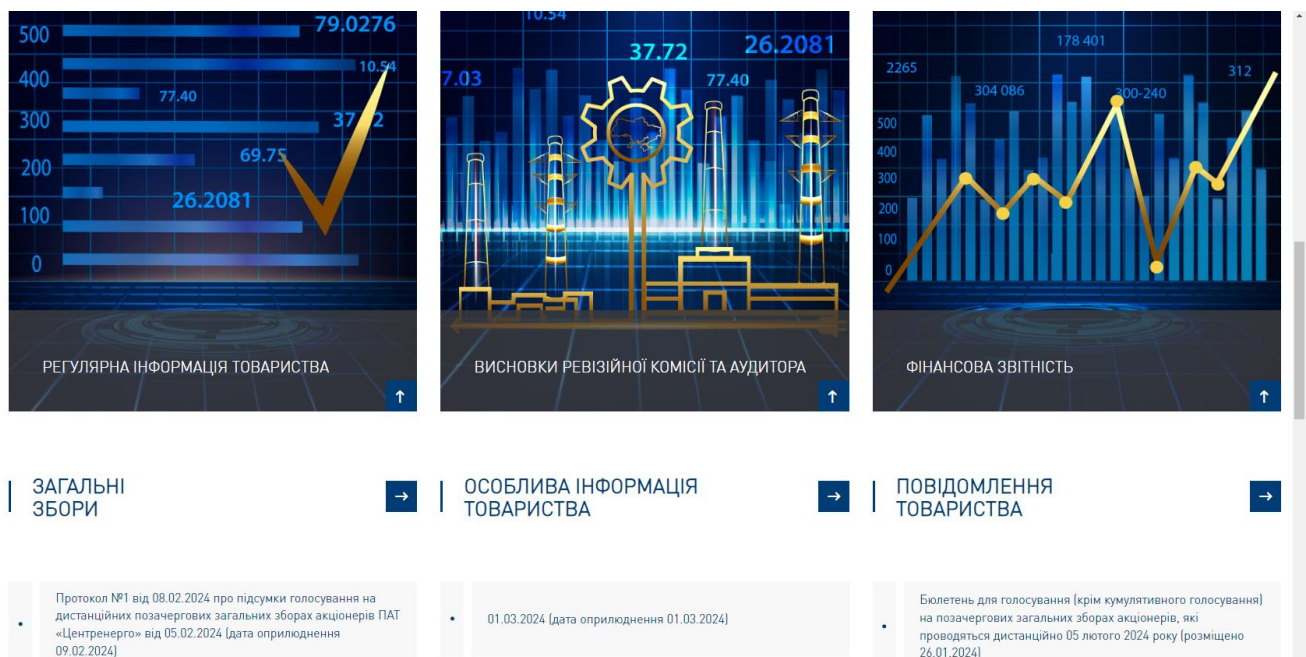 500
79.0276
10.54
400
77.40
300
69.75
200
26.2081
100
0
РЕГУЛЯРНА ІНФОРМАЦІЯ ТОВАРИСТВА
10.54
37.72
26.2081
7.03
77.40
ВИСНОВКИ РЕВІЗІЙНОЇ КОМІСІЇ ТА АУДИТОРА
178 401
2265
312
304 086
300-240
500
400
300
200
100
0
ФІНАНСОВА ЗВІТНІСТЬ
ЗАГАЛЬНІ
ЗБОРИ
ОСОБЛИВА ІНФОРМАЦІЯ
ТОВАРИСТВА
ПОВІДОМЛЕННЯ
ТОВАРИСТВА
Протокол №1 від 08.02.2024 про підсумки голосування на
дистанційних позачергових загальних зборах акціонерів ПАТ
«Центренерго» від 05.02.2024 (дата оприлюднення
09.02.2024)
01.03.2024 (дата оприлюднення 01.03.2024)
Бюлетень для голосування (крім кумулятивного голосування)
на позачергових загальних зборах акціонерів, які
проводяться дистанційно 05 лютого 2024 року (розміщено
26.01.2024)